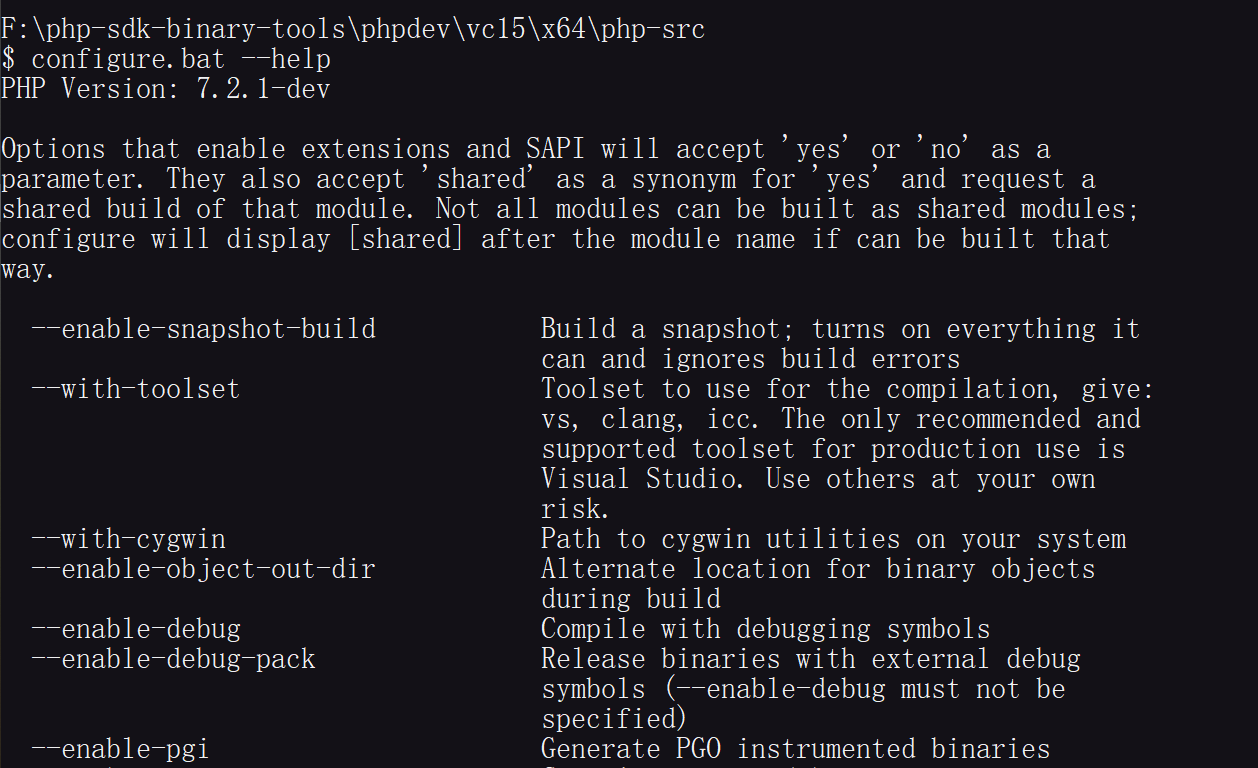 F:\php-sdk-binary-tools\phpdev\vc15\x64\php-src
$ configure.bat --help
PHP Version: 7.2.1-dev
Options that enable extensions and SAPI will accept 'yes' or 'no' as a
parameter. They also accept 'shared' as a synonym for 'yes' and request a
shared build of that module. Not all modules can be built as shared modules;
configure will display [shared] after the module name if can be built that
way.
--enable-snapshot-build Build a snapshot; turns on everything it
can and ignores build errors
--with-toolset Toolset to use for the compilation, give:
vs, clang, icc. The only recommended and
supported toolset for production use is
Visual Studio. Use others at your own
risk.
--with-cygwin Path to cygwin utilities on your system
--enable-object-out-dir Alternate location for binary objects
during build
--enable-debug Compile with debugging symbols
--enable-debug-pack Release binaries with external debug
symbols (--enable-debug must not be
specified)
--enable-pgi Generate PGO instrumented binaries